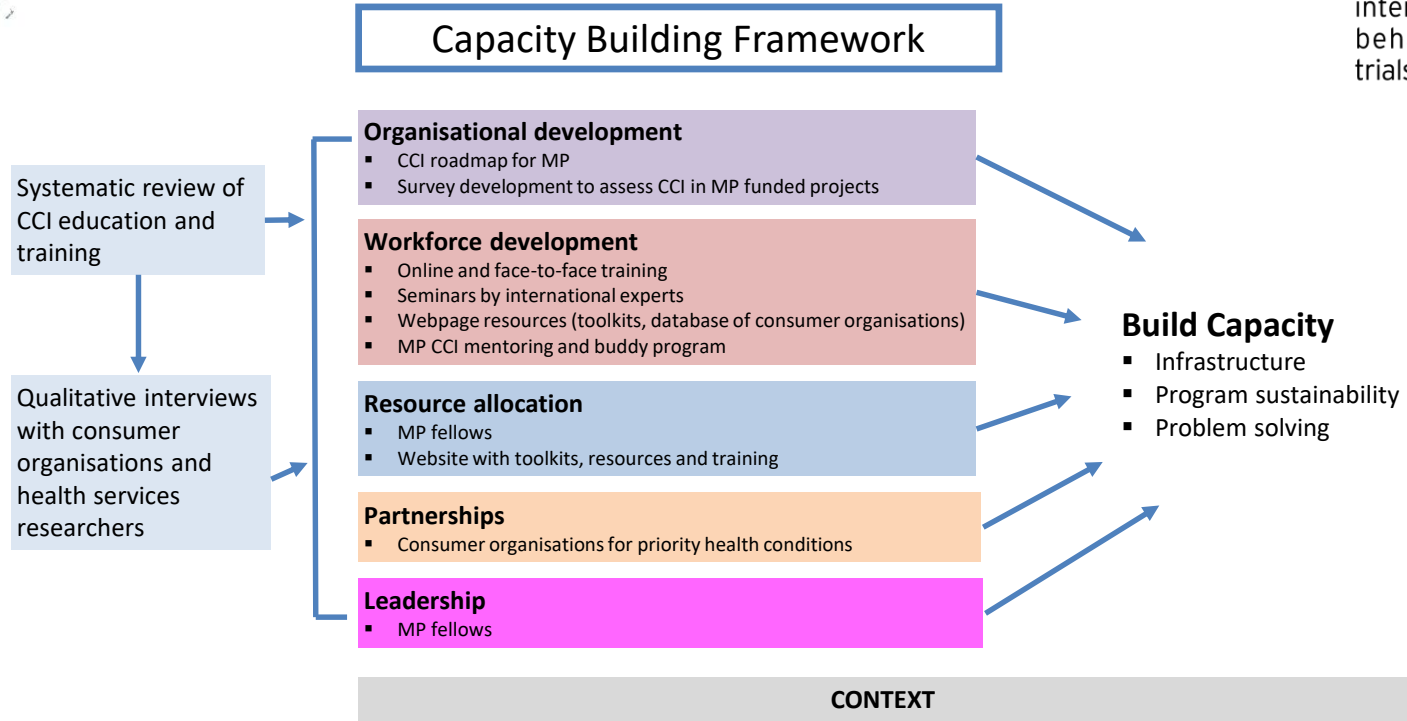 Capacity Building Framework
beh
trials
Systematic review of
CCI education and
training
Qualitative interviews
with consumer
organisations and
health services
researchers
Organisational development
▪ CCI roadmap for MP
▪ Survey development to assess CCI in MP funded projects
Workforce development
▪ Online and face-to-face training
▪ Seminars by international experts
▪ Webpage resources (toolkits, database of consumer organisations)
▪ MP CCI mentoring and buddy program
Resource allocation
▪ MP fellows
▪ Website with toolkits, resources and training
Partnerships
▪ Consumer organisations for priority health conditions
Leadership
▪ MP fellows
Build Capacity
▪ Infrastructure
▪ Program sustainability
▪ Problem solving
CONTEXT